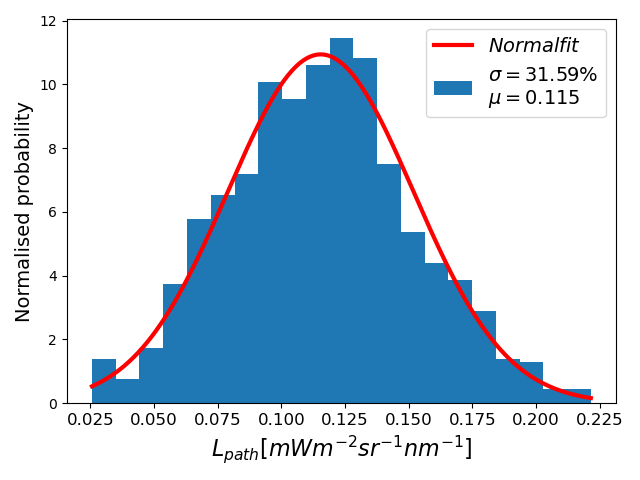 Normalfit
σ = 31.59%
μ = 0.115
Normalised probability
12
10
8
6
4
2
0
0.025 0.050 0.075 0.100 0.125 0.150 0.175 0.200 0.225
L_path[mWm⁻²sr⁻¹nm⁻¹]